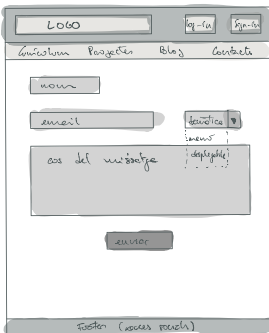 LOGO Log-in Sign-in
Curriculum Projectes Blog Contacte
nom
email temàtica
menú
desplegable
cos del missatge
enviar
Footer (xarxes socials)